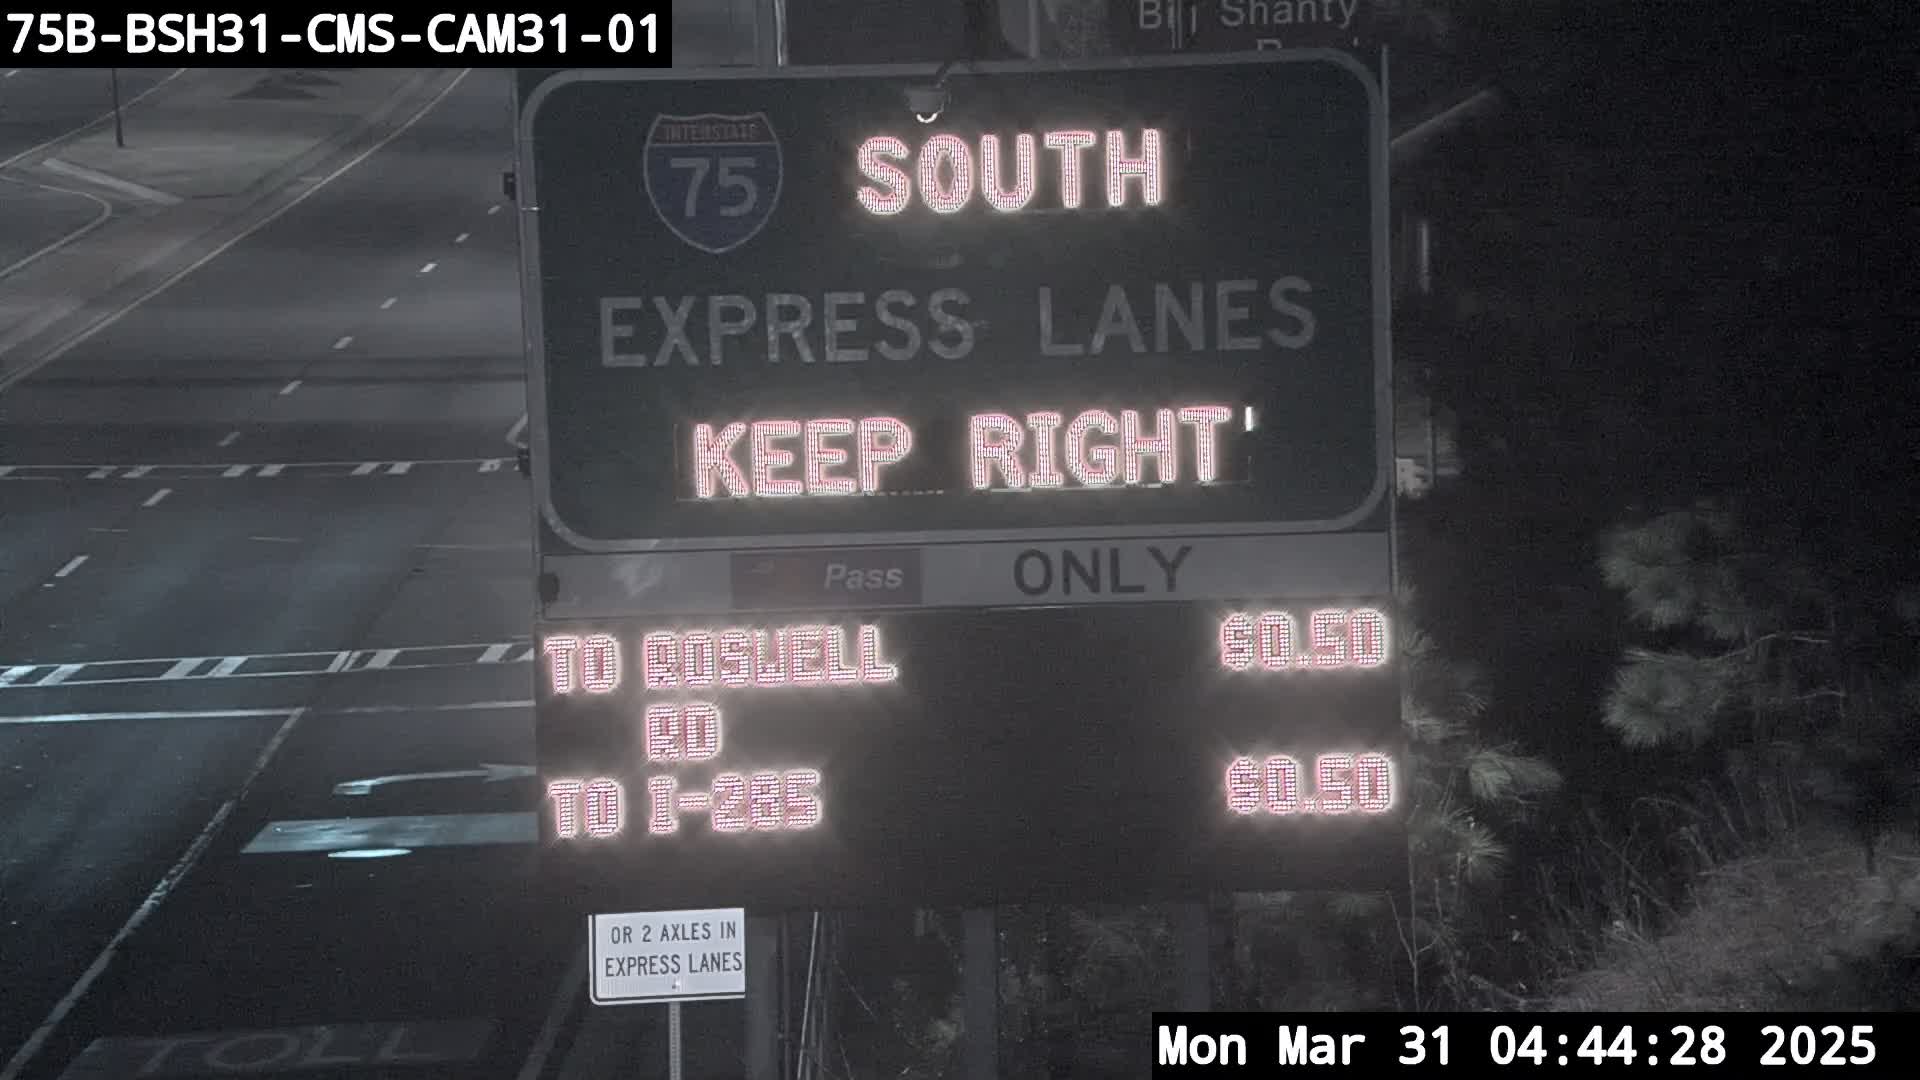 75B-BSH31-CMS-CAM31-01
Shanty
INTERSTATE
75
SOUTH
EXPRESS LANES
KEEP RIGHT
Pass ONLY
TO ROSWELL $0.50
RD
TO I-285 $0.50
OR 2 AXLES IN
EXPRESS LANES
TOLL
Mon Mar 31 04:44:28 2025